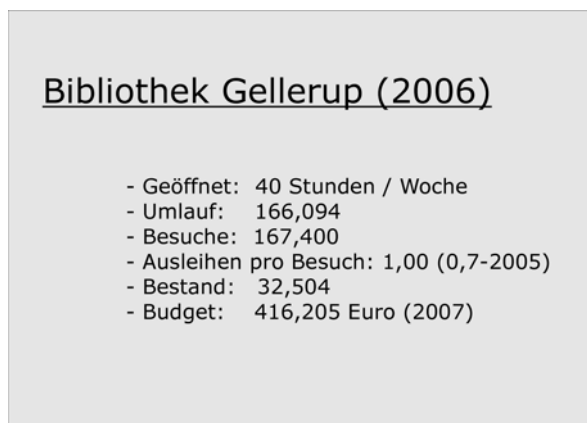 Bibliothek Gellerup (2006)
- Geöffnet: 40 Stunden / Woche
- Umlauf: 166,094
- Besuche: 167,400
- Ausleihen pro Besuch: 1,00 (0,7-2005)
- Bestand: 32,504
- Budget: 416,205 Euro (2007)